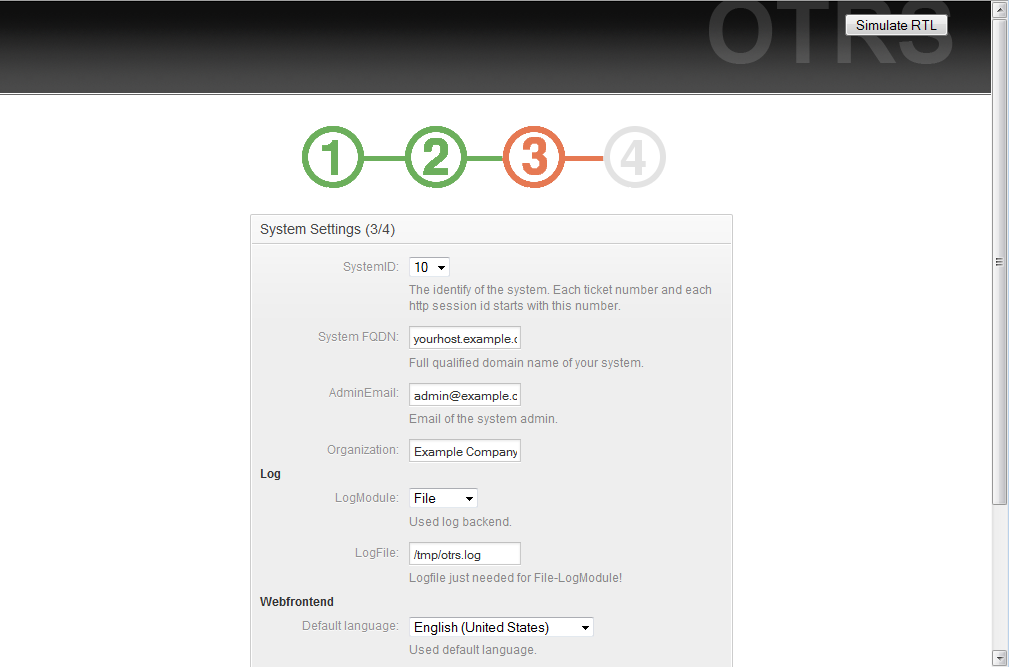 OTRS
Simulate RTL
1 2 3 4
System Settings (3/4)
SystemID: 10
The identify of the system. Each ticket number and each
http session id starts with this number.
System FQDN: yourhost.example.c
Full qualified domain name of your system.
AdminEmail: admin@example.c
Email of the system admin.
Organization: Example Company
Log
LogModule: File
Used log backend.
LogFile: /tmp/otrs.log
Logfile just needed for File-LogModule!
Webfrontend
Default language: English (United States)
Used default language.